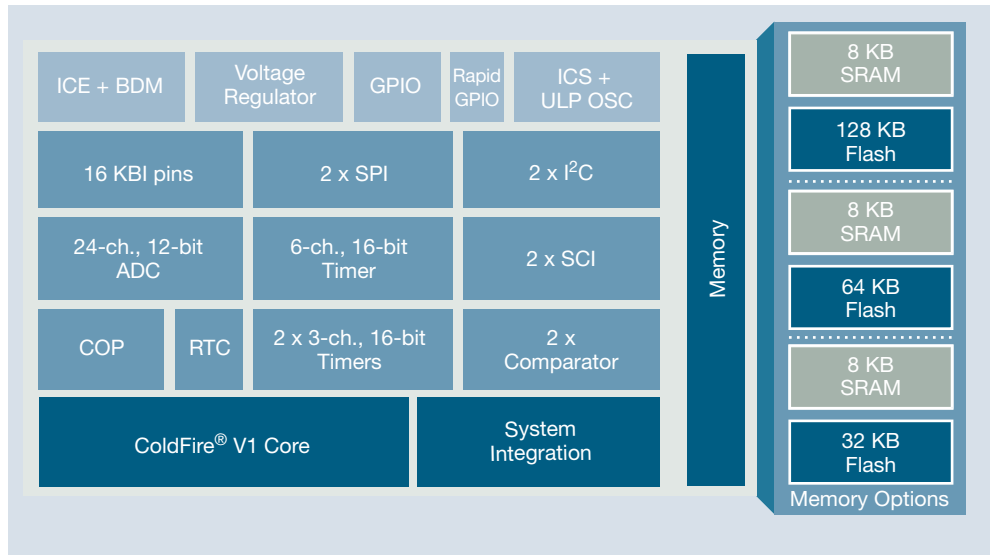 ICE + BDM
Voltage
Regulator
GPIO
Rapid
GPIO
ICS +
ULP OSC
16 KBI pins
2 x SPI
2 x I²C
24-ch., 12-bit
ADC
6-ch., 16-bit
Timer
2 x SCI
COP
RTC
2 x 3-ch., 16-bit
Timers
2 x
Comparator
ColdFire® V1 Core
System
Integration
Memory
8 KB
SRAM
128 KB
Flash
8 KB
SRAM
64 KB
Flash
8 KB
SRAM
32 KB
Flash
Memory Options